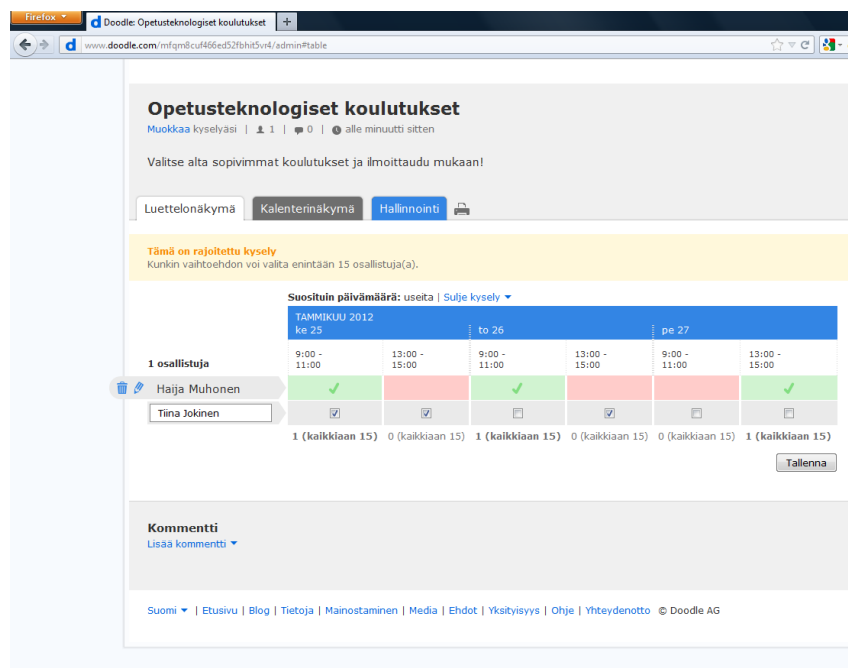 Firefox
Doodle: Opetusteknologiset koulutukset
www.doodle.com/mfqm8cuf466ed52fbhit5vr4/admin#table
Opetusteknologiset koulutukset
Muokkaa kyselyäsi | 1 | 0 | alle minuutti sitten
Valitse alta sopivimmat koulutukset ja ilmoittaudu mukaan!
Luettelonäkymä Kalenterinäkymä Hallinnointi
Tämä on rajoitettu kysely
Kunkin vaihtoehdon voi valita enintään 15 osallistuja(a).
Suosituin päivämäärä: useita | Sulje kysely
TAMMIKUU 2012
ke 25 to 26 pe 27
9:00 - 13:00 - 9:00 - 13:00 - 9:00 - 13:00 -
11:00 15:00 11:00 15:00 11:00 15:00
1 osallistuja
Haija Muhonen
Tiina Jokinen
1 (kaikkiaan 15) 0 (kaikkiaan 15) 1 (kaikkiaan 15) 0 (kaikkiaan 15) 0 (kaikkiaan 15) 1 (kaikkiaan 15)
Tallenna
Kommentti
Lisää kommentti
Suomi | Etusivu | Blog | Tietoja | Mainostaminen | Media | Ehdot | Yksityisyys | Ohje | Yhteydenotto © Doodle AG